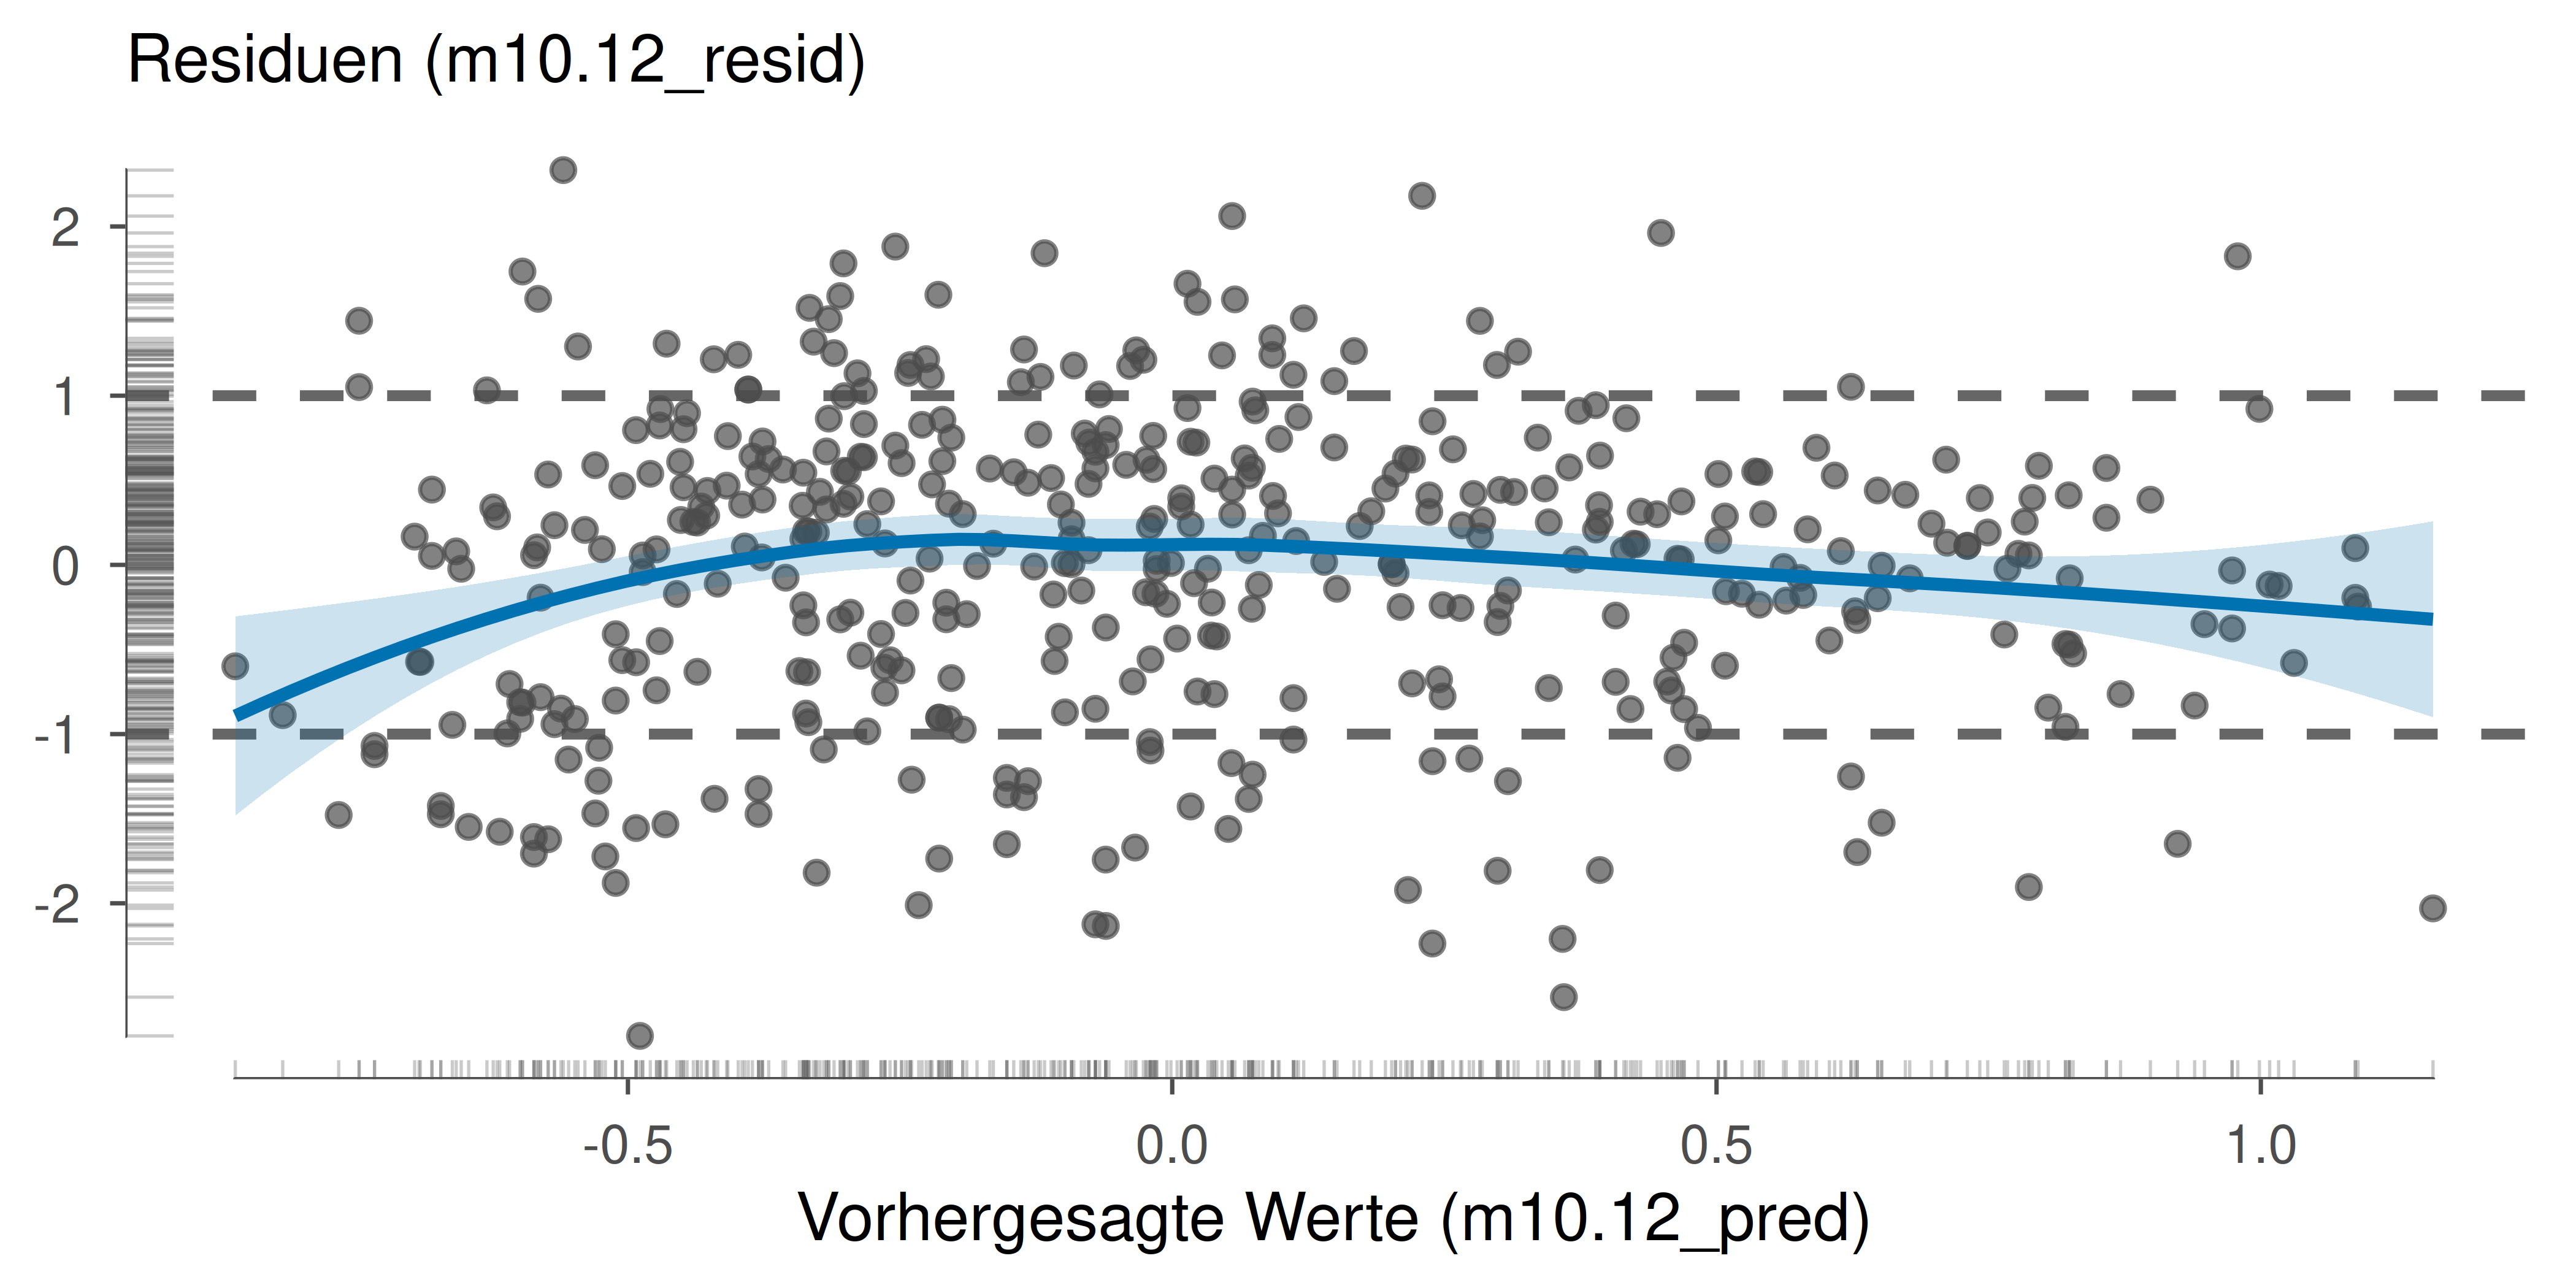 Residuen (m10.12_resid)
2
1
0
-1
-2
-0.5 0.0 0.5 1.0
Vorhergesagte Werte (m10.12_pred)